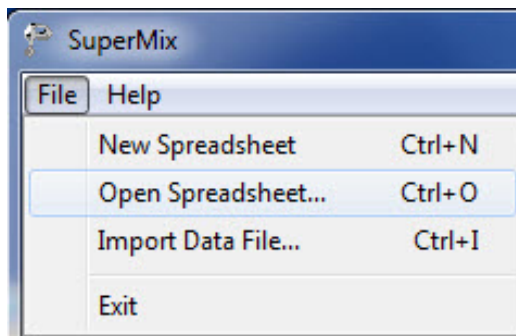 SuperMix
File Help
New Spreadsheet Ctrl+N
Open Spreadsheet... Ctrl+O
Import Data File... Ctrl+I
Exit